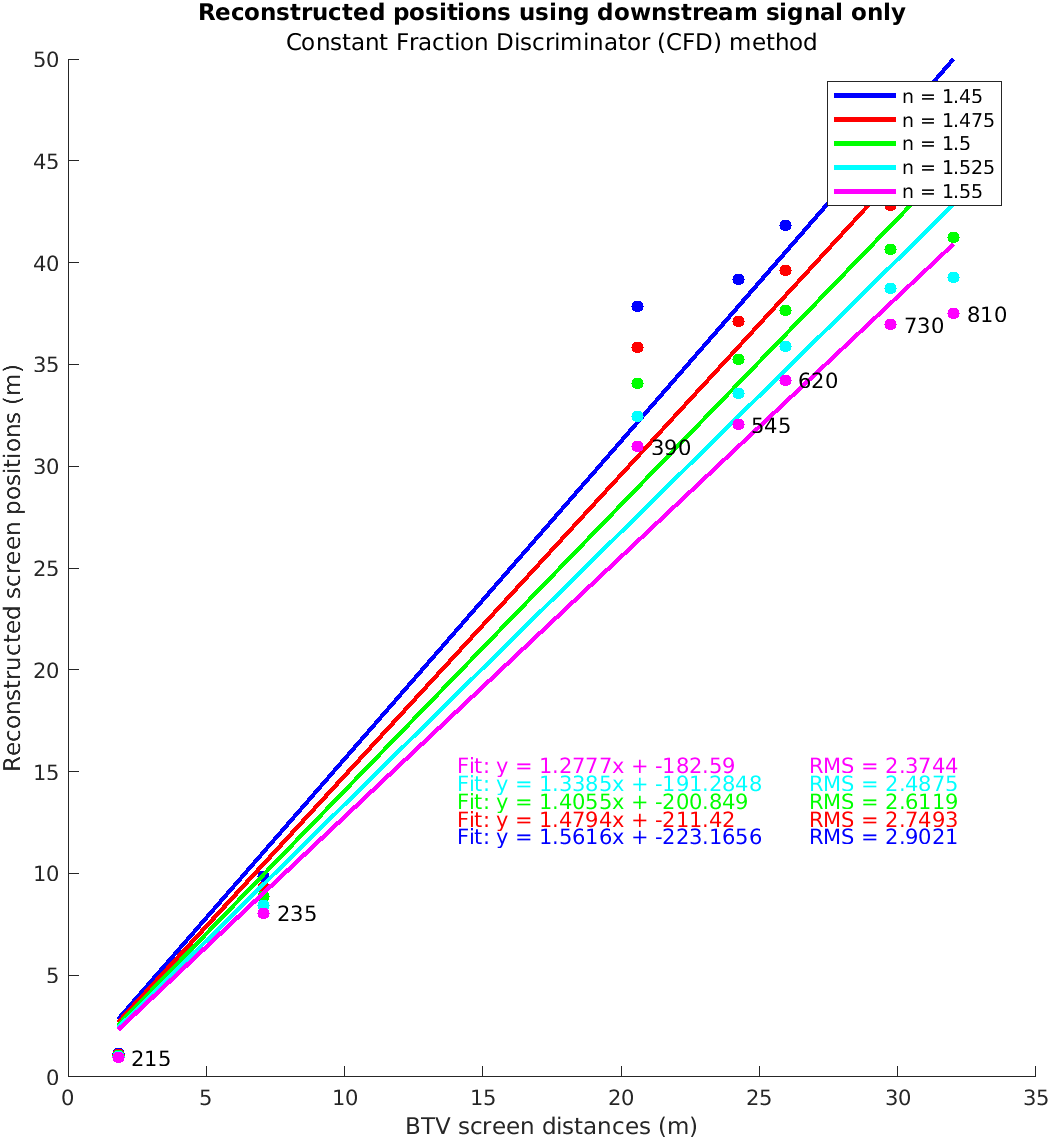 Reconstructed positions using downstream signal only
Constant Fraction Discriminator (CFD) method
50
45
40
35
30
25
20
15
10
5
0
Reconstructed screen positions (m)
n = 1.45
n = 1.475
n = 1.5
n = 1.525
n = 1.55
810
730
620
545
390
235
215
Fit: y = 1.2777x + -182.59 RMS = 2.3744
Fit: y = 1.3385x + -191.2848 RMS = 2.4875
Fit: y = 1.4055x + -200.849 RMS = 2.6119
Fit: y = 1.4794x + -211.42 RMS = 2.7493
Fit: y = 1.5616x + -223.1656 RMS = 2.9021
0 5 10 15 20 25 30 35
BTV screen distances (m)